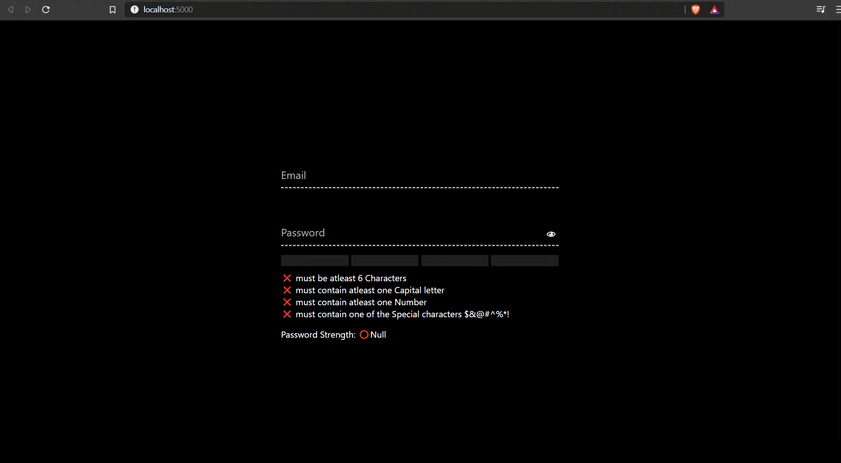 localhost:5000
Email
Password
must be atleast 6 Characters
must contain atleast one Capital letter
must contain atleast one Number
must contain one of the Special characters $&@#^%*!
Password Strength: Null